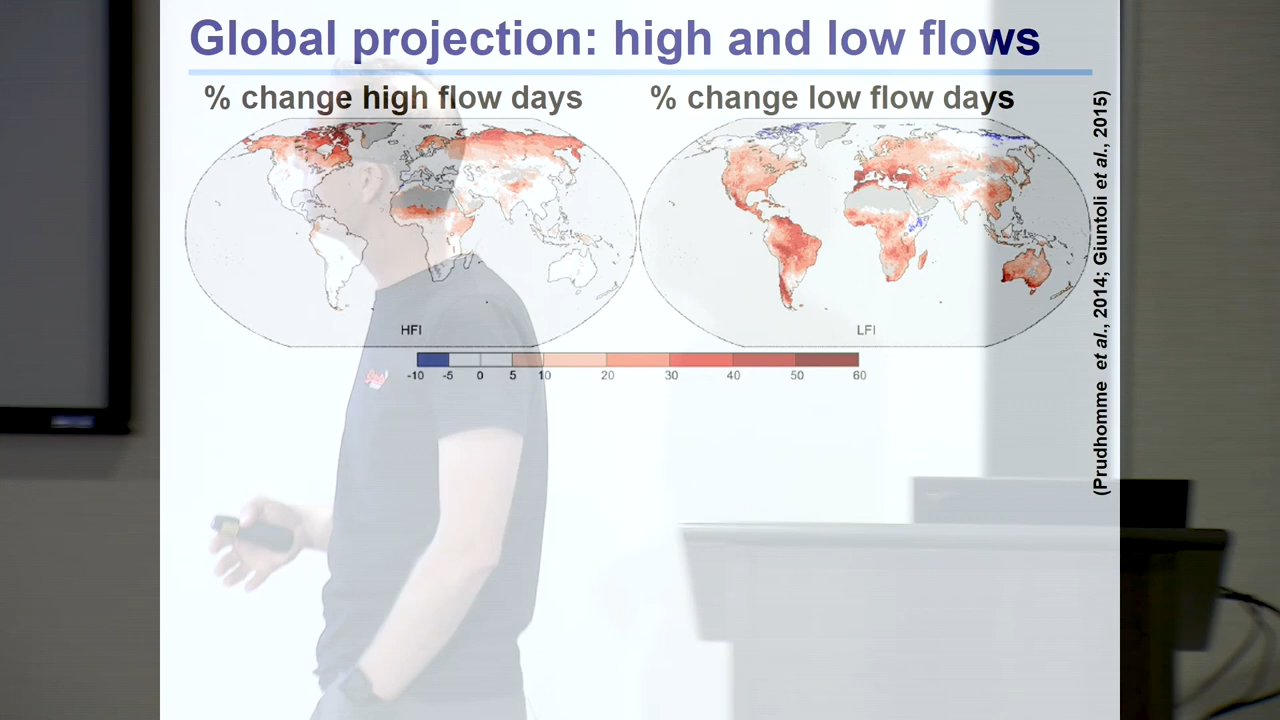 Global projection: high and low flows
% change high flow days
% change low flow days
HFI
LFI
-10 -5 0 5 10 20 30 40 50 60
(Prudhomme et al., 2014; Giuntoli et al., 2015)